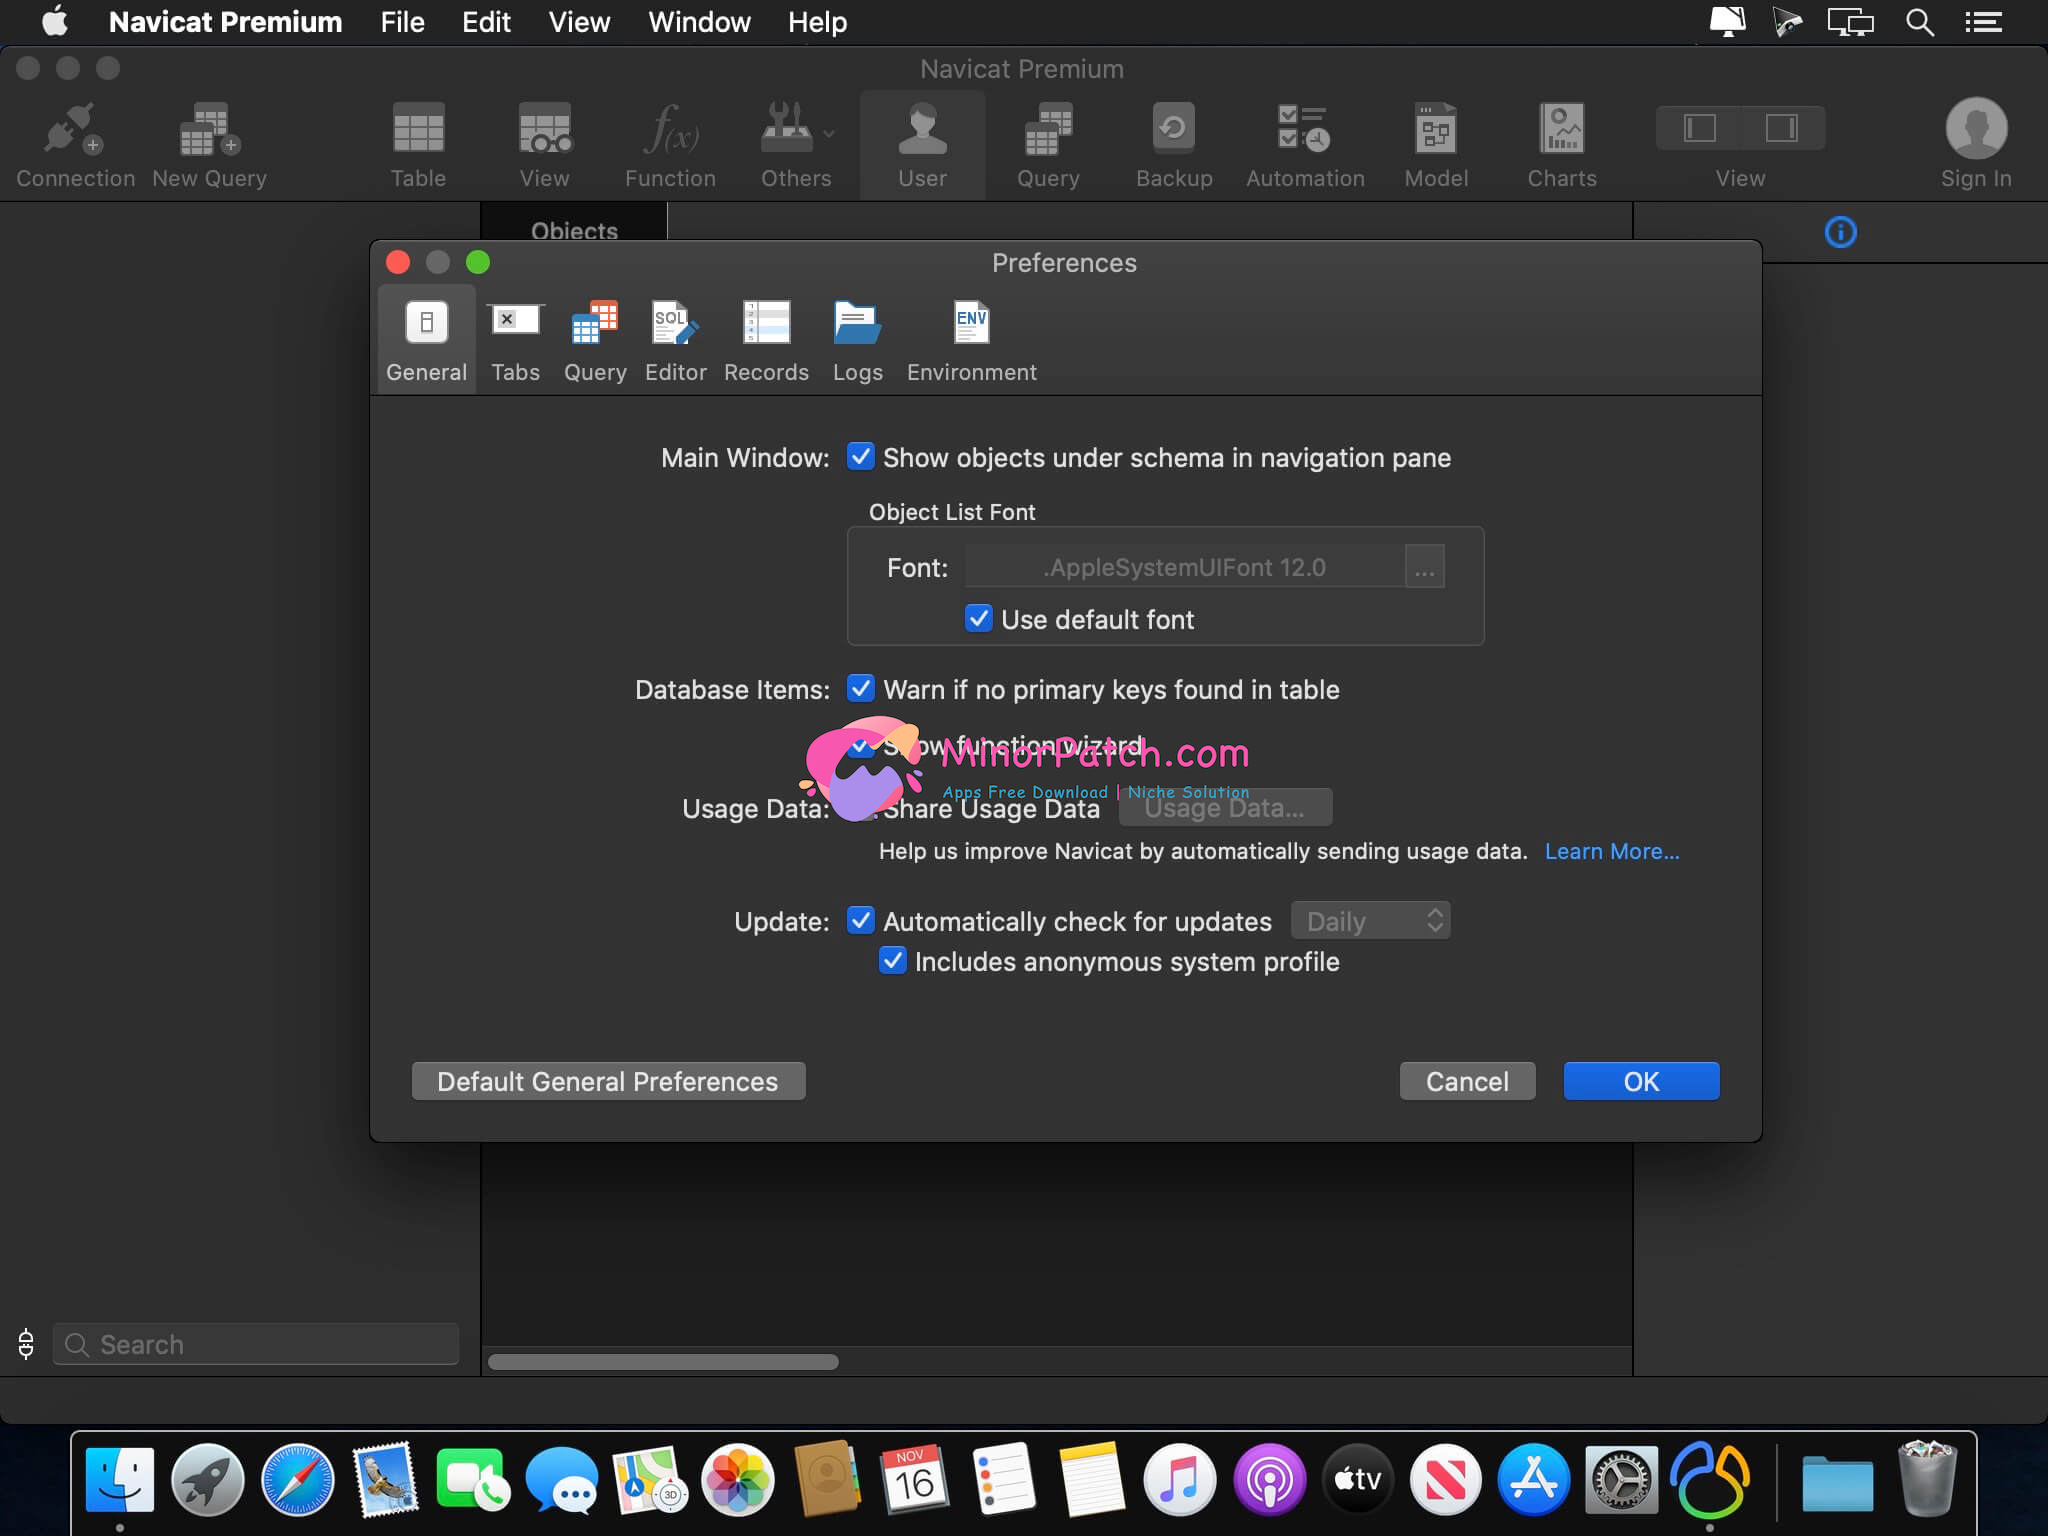 Navicat Premium File Edit View Window Help
Navicat Premium
Connection New Query Table View Function Others User Query Backup Automation Model Charts View Sign In
f(x)
Objects
Preferences
SQL ENV
General Tabs Query Editor Records Logs Environment
Main Window: Show objects under schema in navigation pane
Object List Font
Font: .AppleSystemUIFont 12.0 ...
Use default font
Database Items: Warn if no primary keys found in table
Show function wizard
MinorPatch.com
Apps Free Download | Niche Solution
Usage Data: Share Usage Data Usage Data...
Help us improve Navicat by automatically sending usage data. Learn More...
Update: Automatically check for updates Daily
Includes anonymous system profile
Default General Preferences Cancel OK
Search
NOV
16
3D
tv